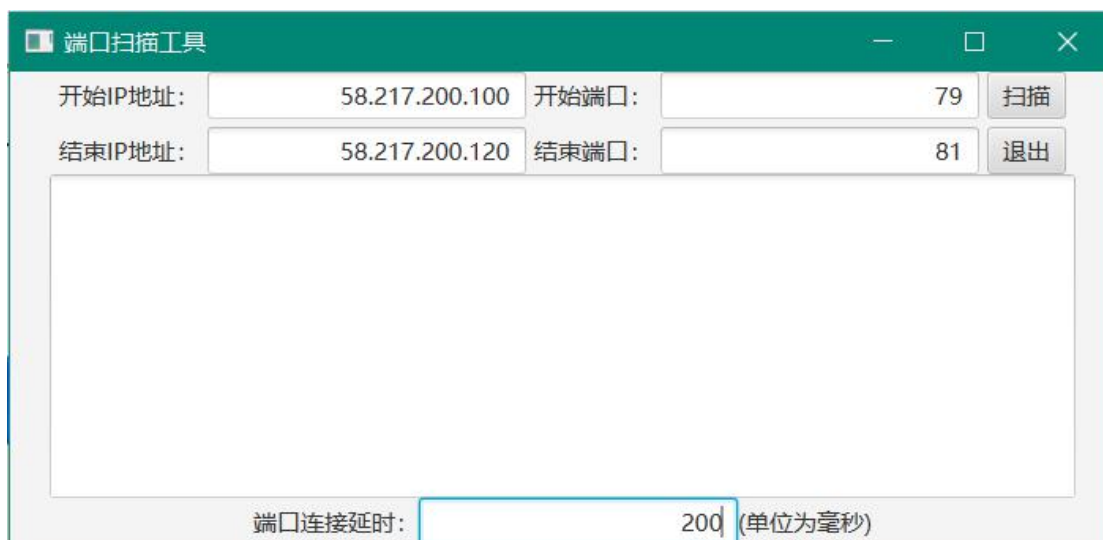 端口扫描工具
开始IP地址: 58.217.200.100 开始端口: 79 扫描
结束IP地址: 58.217.200.120 结束端口: 81 退出
端口连接延时: 200 (单位为毫秒)